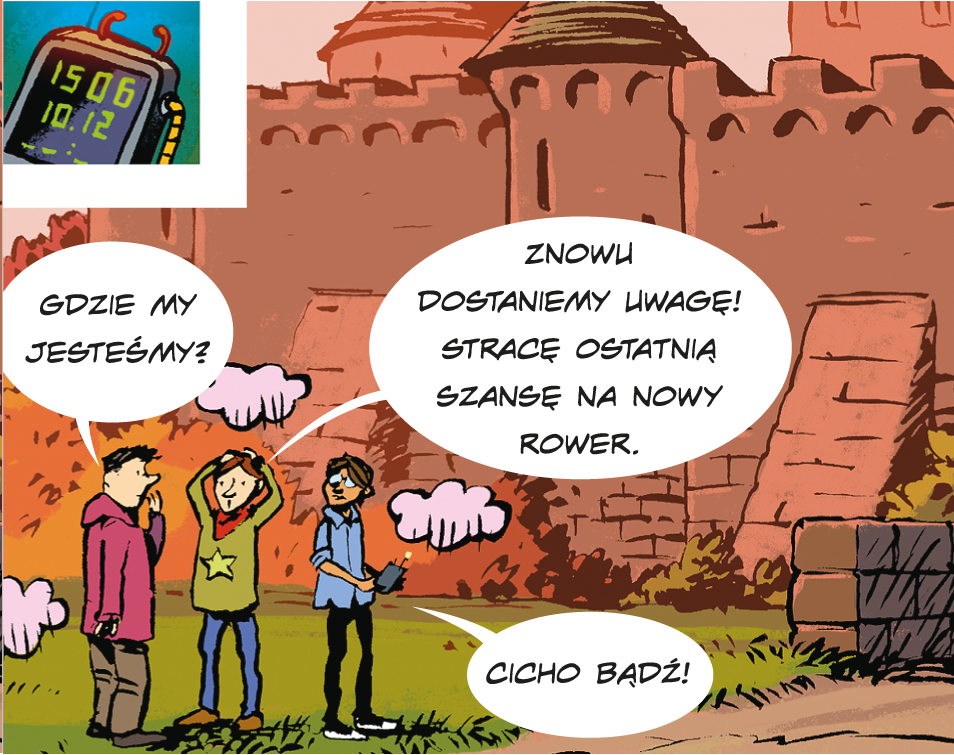 1506
10.12
--:-
GDZIE MY
JESTEŚMY?
ZNOWU
DOSTANIEMY UWAGĘ!
STRACĘ OSTATNIĄ
SZANSĘ NA NOWY
ROWER.
CICHO BĄDŹ!